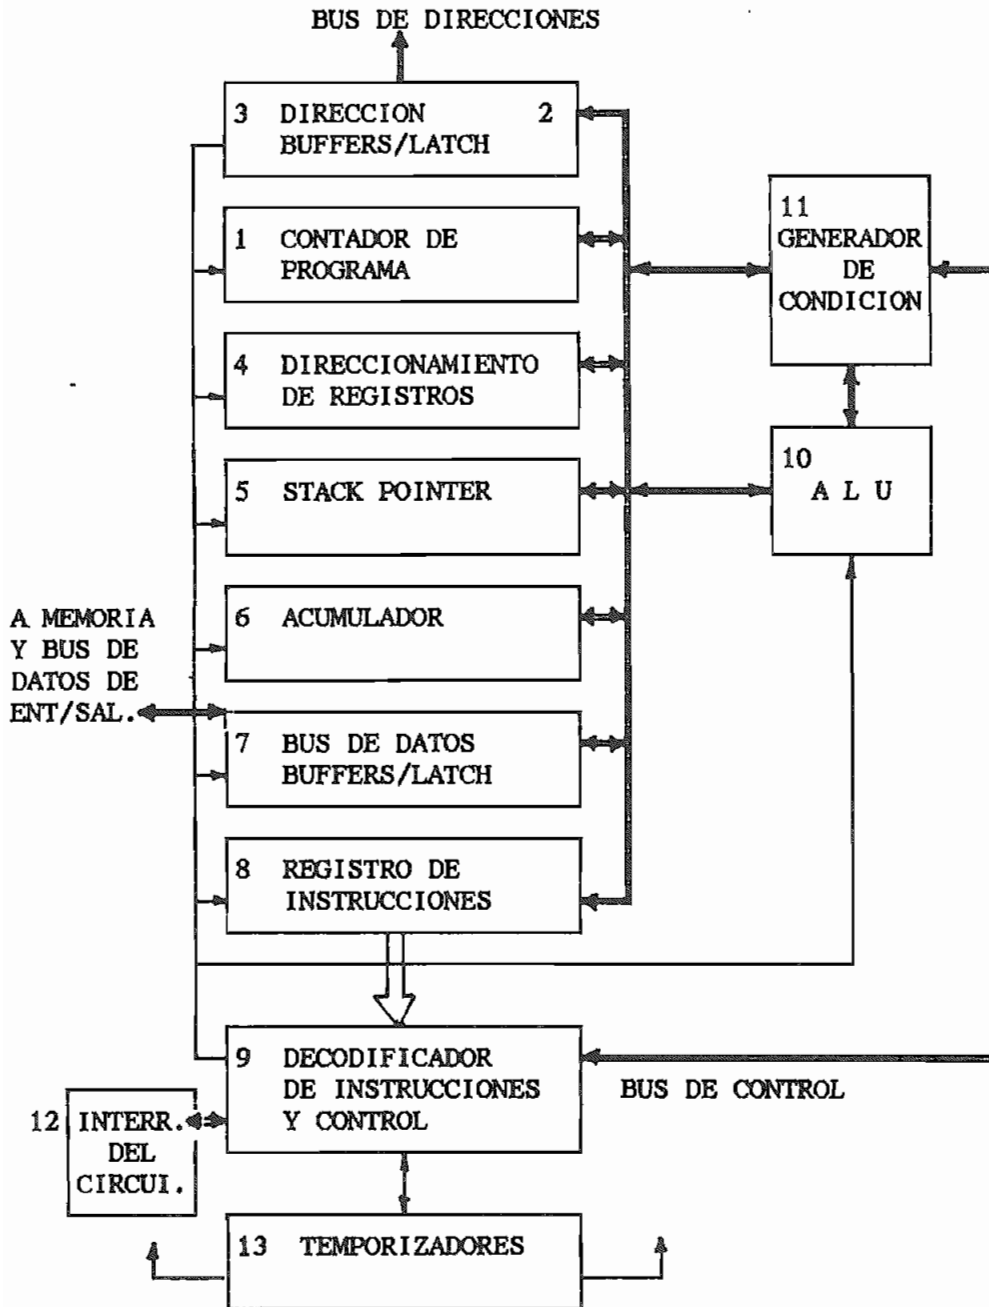 BUS DE DIRECCIONES
3 DIRECCION 2
BUFFERS/LATCH
1 CONTADOR DE
PROGRAMA
11
GENERADOR
DE
CONDICION
4 DIRECCIONAMIENTO
DE REGISTROS
5 STACK POINTER
10
A L U
6 ACUMULADOR
A MEMORIA
Y BUS DE
DATOS DE
ENT/SAL.
7 BUS DE DATOS
BUFFERS/LATCH
8 REGISTRO DE
INSTRUCCIONES
9 DECODIFICADOR
DE INSTRUCCIONES
Y CONTROL
BUS DE CONTROL
12 INTERR.
DEL
CIRCUI.
13 TEMPORIZADORES